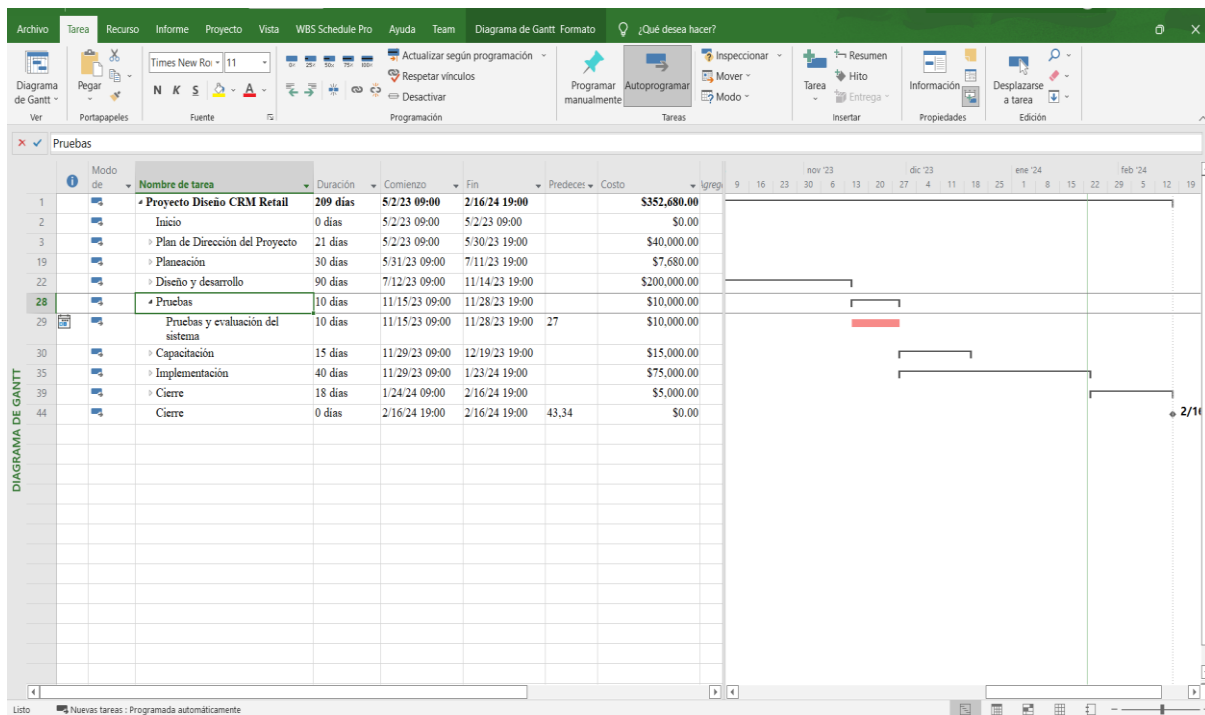 Archivo Tarea Recurso Informe Proyecto Vista WBS Schedule Pro Ayuda Team Diagrama de Gantt Formato ¿Qué desea hacer?
Diagrama de Gantt
Ver
Pegar
Portapapeles
Times New Ro 11
N K S A
Fuente
0× 25× 50× 75× 100×
Actualizar según programación
Respetar vínculos
Desactivar
Programación
Programar manualmente
Autoprogramar
Inspeccionar
Mover
Modo
Tareas
Tarea
Resumen
Hito
Entrega
Insertar
Información
Propiedades
Desplazarse a tarea
Edición
Pruebas
Modo de Nombre de tarea Duración Comienzo Fin Predeces Costo Agreg
nov '23 dic '23 ene '24 feb '24
9 16 23 30 6 13 20 27 4 11 18 25 1 8 15 22 29 5 12 19
1 Proyecto Diseño CRM Retail 209 días 5/2/23 09:00 2/16/24 19:00 $352,680.00
2 Inicio 0 días 5/2/23 09:00 5/2/23 09:00 $0.00
3 Plan de Dirección del Proyecto 21 días 5/2/23 09:00 5/30/23 19:00 $40,000.00
19 Planeación 30 días 5/31/23 09:00 7/11/23 19:00 $7,680.00
22 Diseño y desarrollo 90 días 7/12/23 09:00 11/14/23 19:00 $200,000.00
28 Pruebas 10 días 11/15/23 09:00 11/28/23 19:00 $10,000.00
29 Pruebas y evaluación del sistema 10 días 11/15/23 09:00 11/28/23 19:00 27 $10,000.00
30 Capacitación 15 días 11/29/23 09:00 12/19/23 19:00 $15,000.00
35 Implementación 40 días 11/29/23 09:00 1/23/24 19:00 $75,000.00
39 Cierre 18 días 1/24/24 09:00 2/16/24 19:00 $5,000.00
44 Cierre 0 días 2/16/24 19:00 2/16/24 19:00 43,34 $0.00
2/16
DIAGRAMA DE GANTT
Listo Nuevas tareas : Programada automáticamente